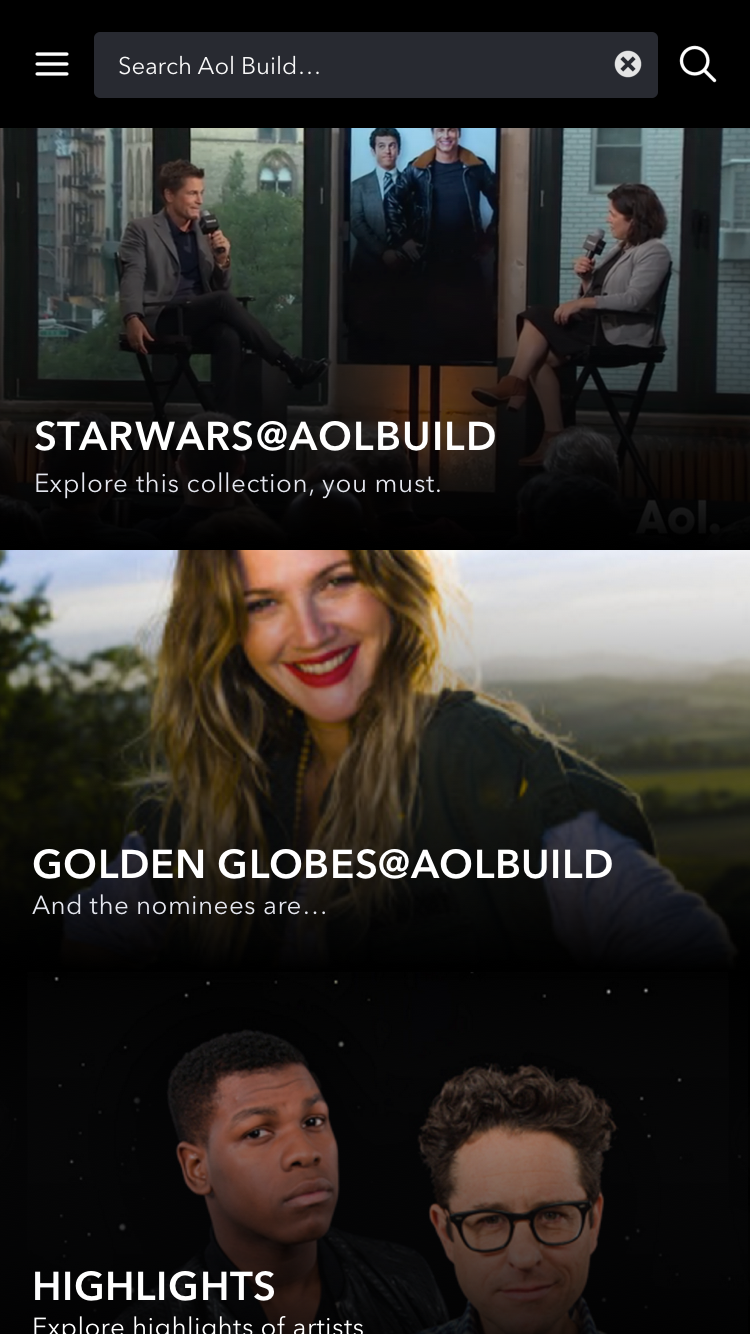 Search Aol Build...
STARWARS@AOLBUILD
Explore this collection, you must.
Aol.
GOLDEN GLOBES@AOLBUILD
And the nominees are...
HIGHLIGHTS
Explore highlights of artists